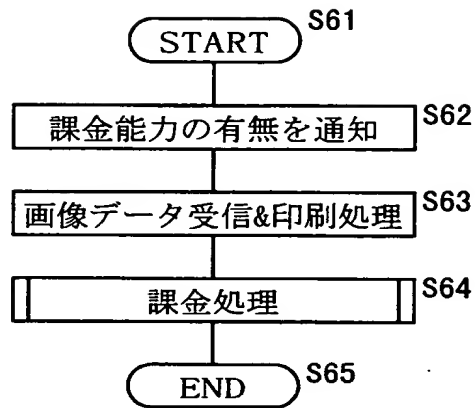 START S61
課金能力の有無を通知 S62
画像データ受信&印刷処理 S63
課金処理 S64
END S65